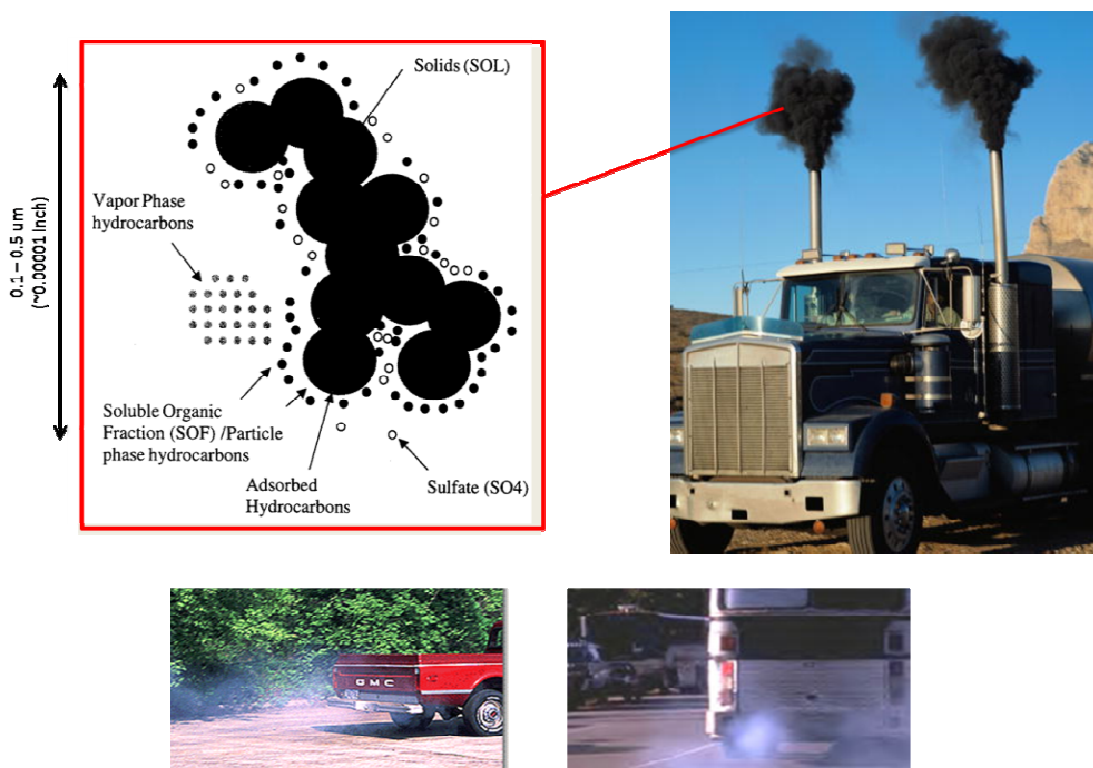 Solids (SOL)
Vapor Phase
hydrocarbons
0.1 – 0.5 um
(~0.00001 Inch)
Soluble Organic
Fraction (SOF) /Particle
phase hydrocarbons
Adsorbed
Hydrocarbons
Sulfate (SO4)
GMC